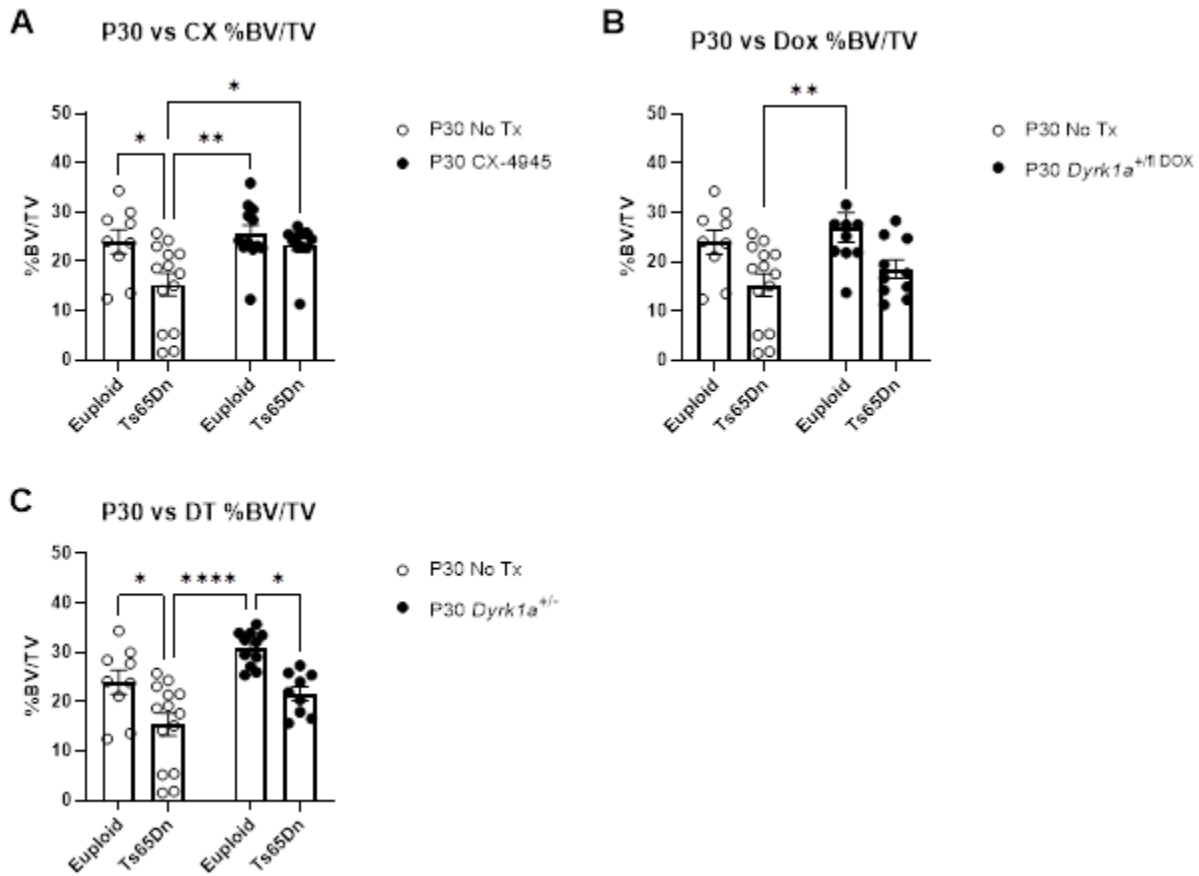 A
P30 vs CX %BV/TV
*
* **
50
40
30
20
10
0
%BV/TV
Euploid
Ts65Dn
Euploid
Ts65Dn
P30 No Tx
P30 CX-4945
B
P30 vs Dox %BV/TV
**
50
40
30
20
10
0
%BV/TV
Euploid
Ts65Dn
Euploid
Ts65Dn
P30 No Tx
P30 Dyrk1a+/fl DOX
C
P30 vs DT %BV/TV
* **** *
50
40
30
20
10
0
%BV/TV
Euploid
Ts65Dn
Euploid
Ts65Dn
P30 No Tx
P30 Dyrk1a+/-